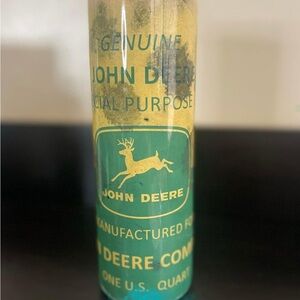 GENUINE
JOHN DEERE
CIAL PURPOSE
JOHN DEERE
MANUFACTURED FO
N DEERE COM
ONE U.S. QUART